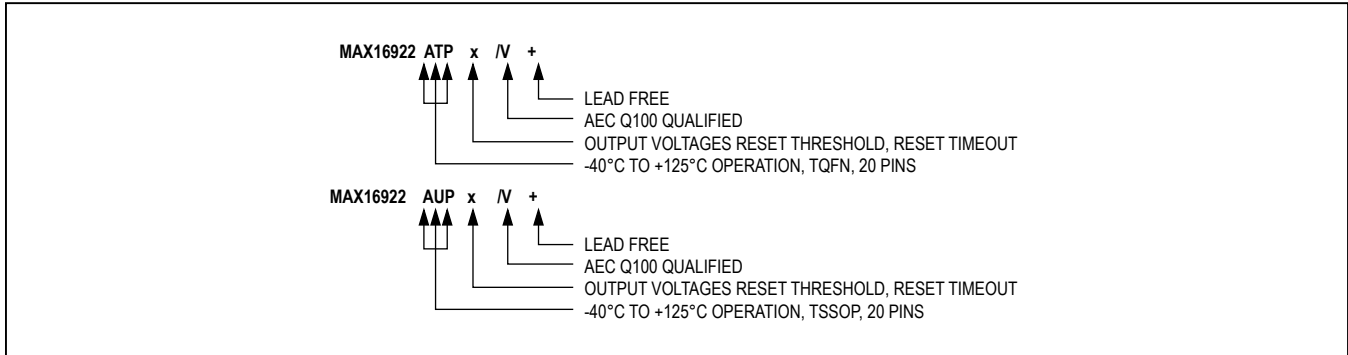 MAX16922 ATP x /V +
LEAD FREE
AEC Q100 QUALIFIED
OUTPUT VOLTAGES RESET THRESHOLD, RESET TIMEOUT
-40°C TO +125°C OPERATION, TQFN, 20 PINS
MAX16922 AUP x /V +
LEAD FREE
AEC Q100 QUALIFIED
OUTPUT VOLTAGES RESET THRESHOLD, RESET TIMEOUT
-40°C TO +125°C OPERATION, TSSOP, 20 PINS